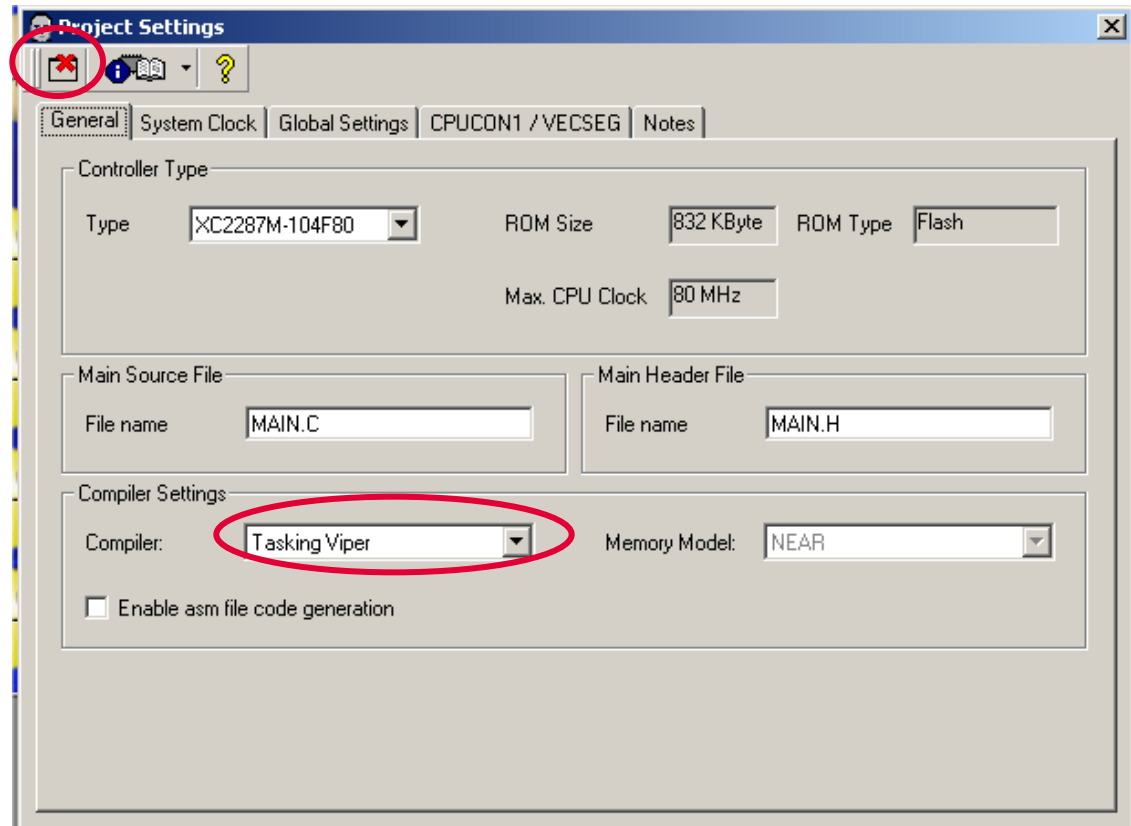 Project Settings
General System Clock Global Settings CPUCON1 / VECSEG Notes
Controller Type
Type XC2287M-104F80 ROM Size 832 KByte ROM Type Flash
Max. CPU Clock 80 MHz
Main Source File Main Header File
File name MAIN.C File name MAIN.H
Compiler Settings
Compiler: Tasking Viper Memory Model: NEAR
Enable asm file code generation